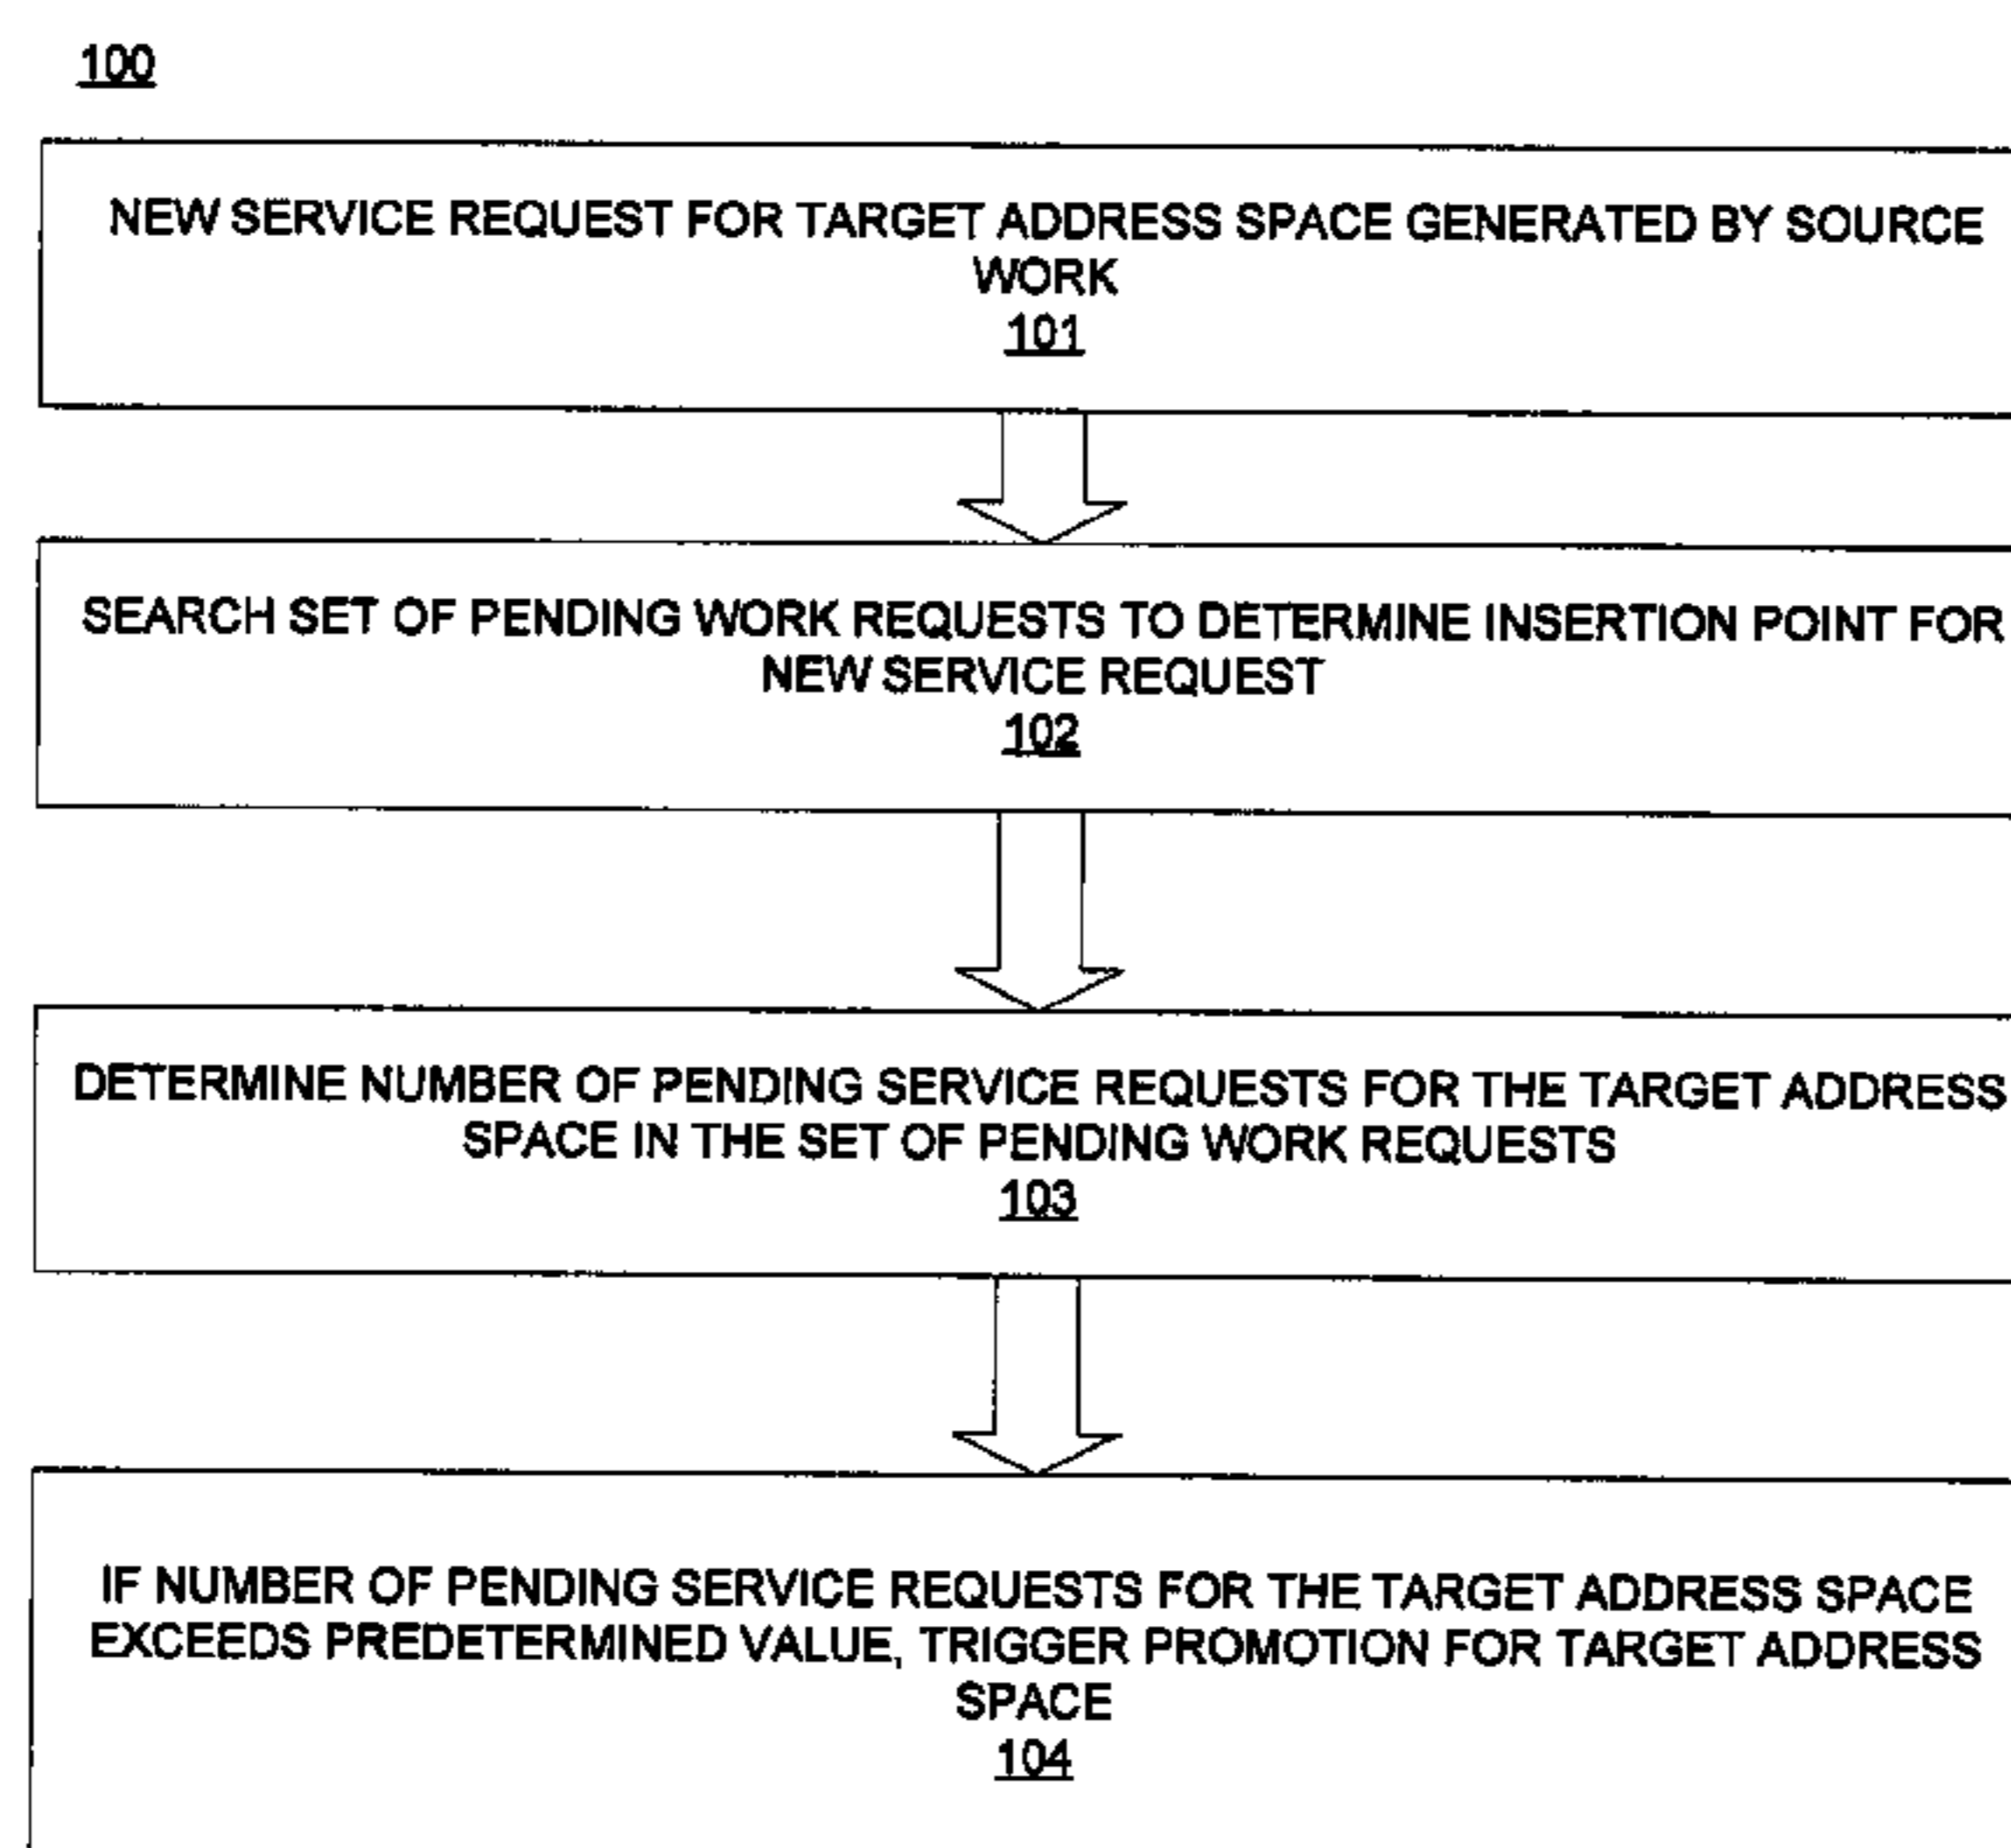 100
NEW SERVICE REQUEST FOR TARGET ADDRESS SPACE GENERATED BY SOURCE
WORK
101
SEARCH SET OF PENDING WORK REQUESTS TO DETERMINE INSERTION POINT FOR
NEW SERVICE REQUEST
102
DETERMINE NUMBER OF PENDING SERVICE REQUESTS FOR THE TARGET ADDRESS
SPACE IN THE SET OF PENDING WORK REQUESTS
103
IF NUMBER OF PENDING SERVICE REQUESTS FOR THE TARGET ADDRESS SPACE
EXCEEDS PREDETERMINED VALUE, TRIGGER PROMOTION FOR TARGET ADDRESS
SPACE
104